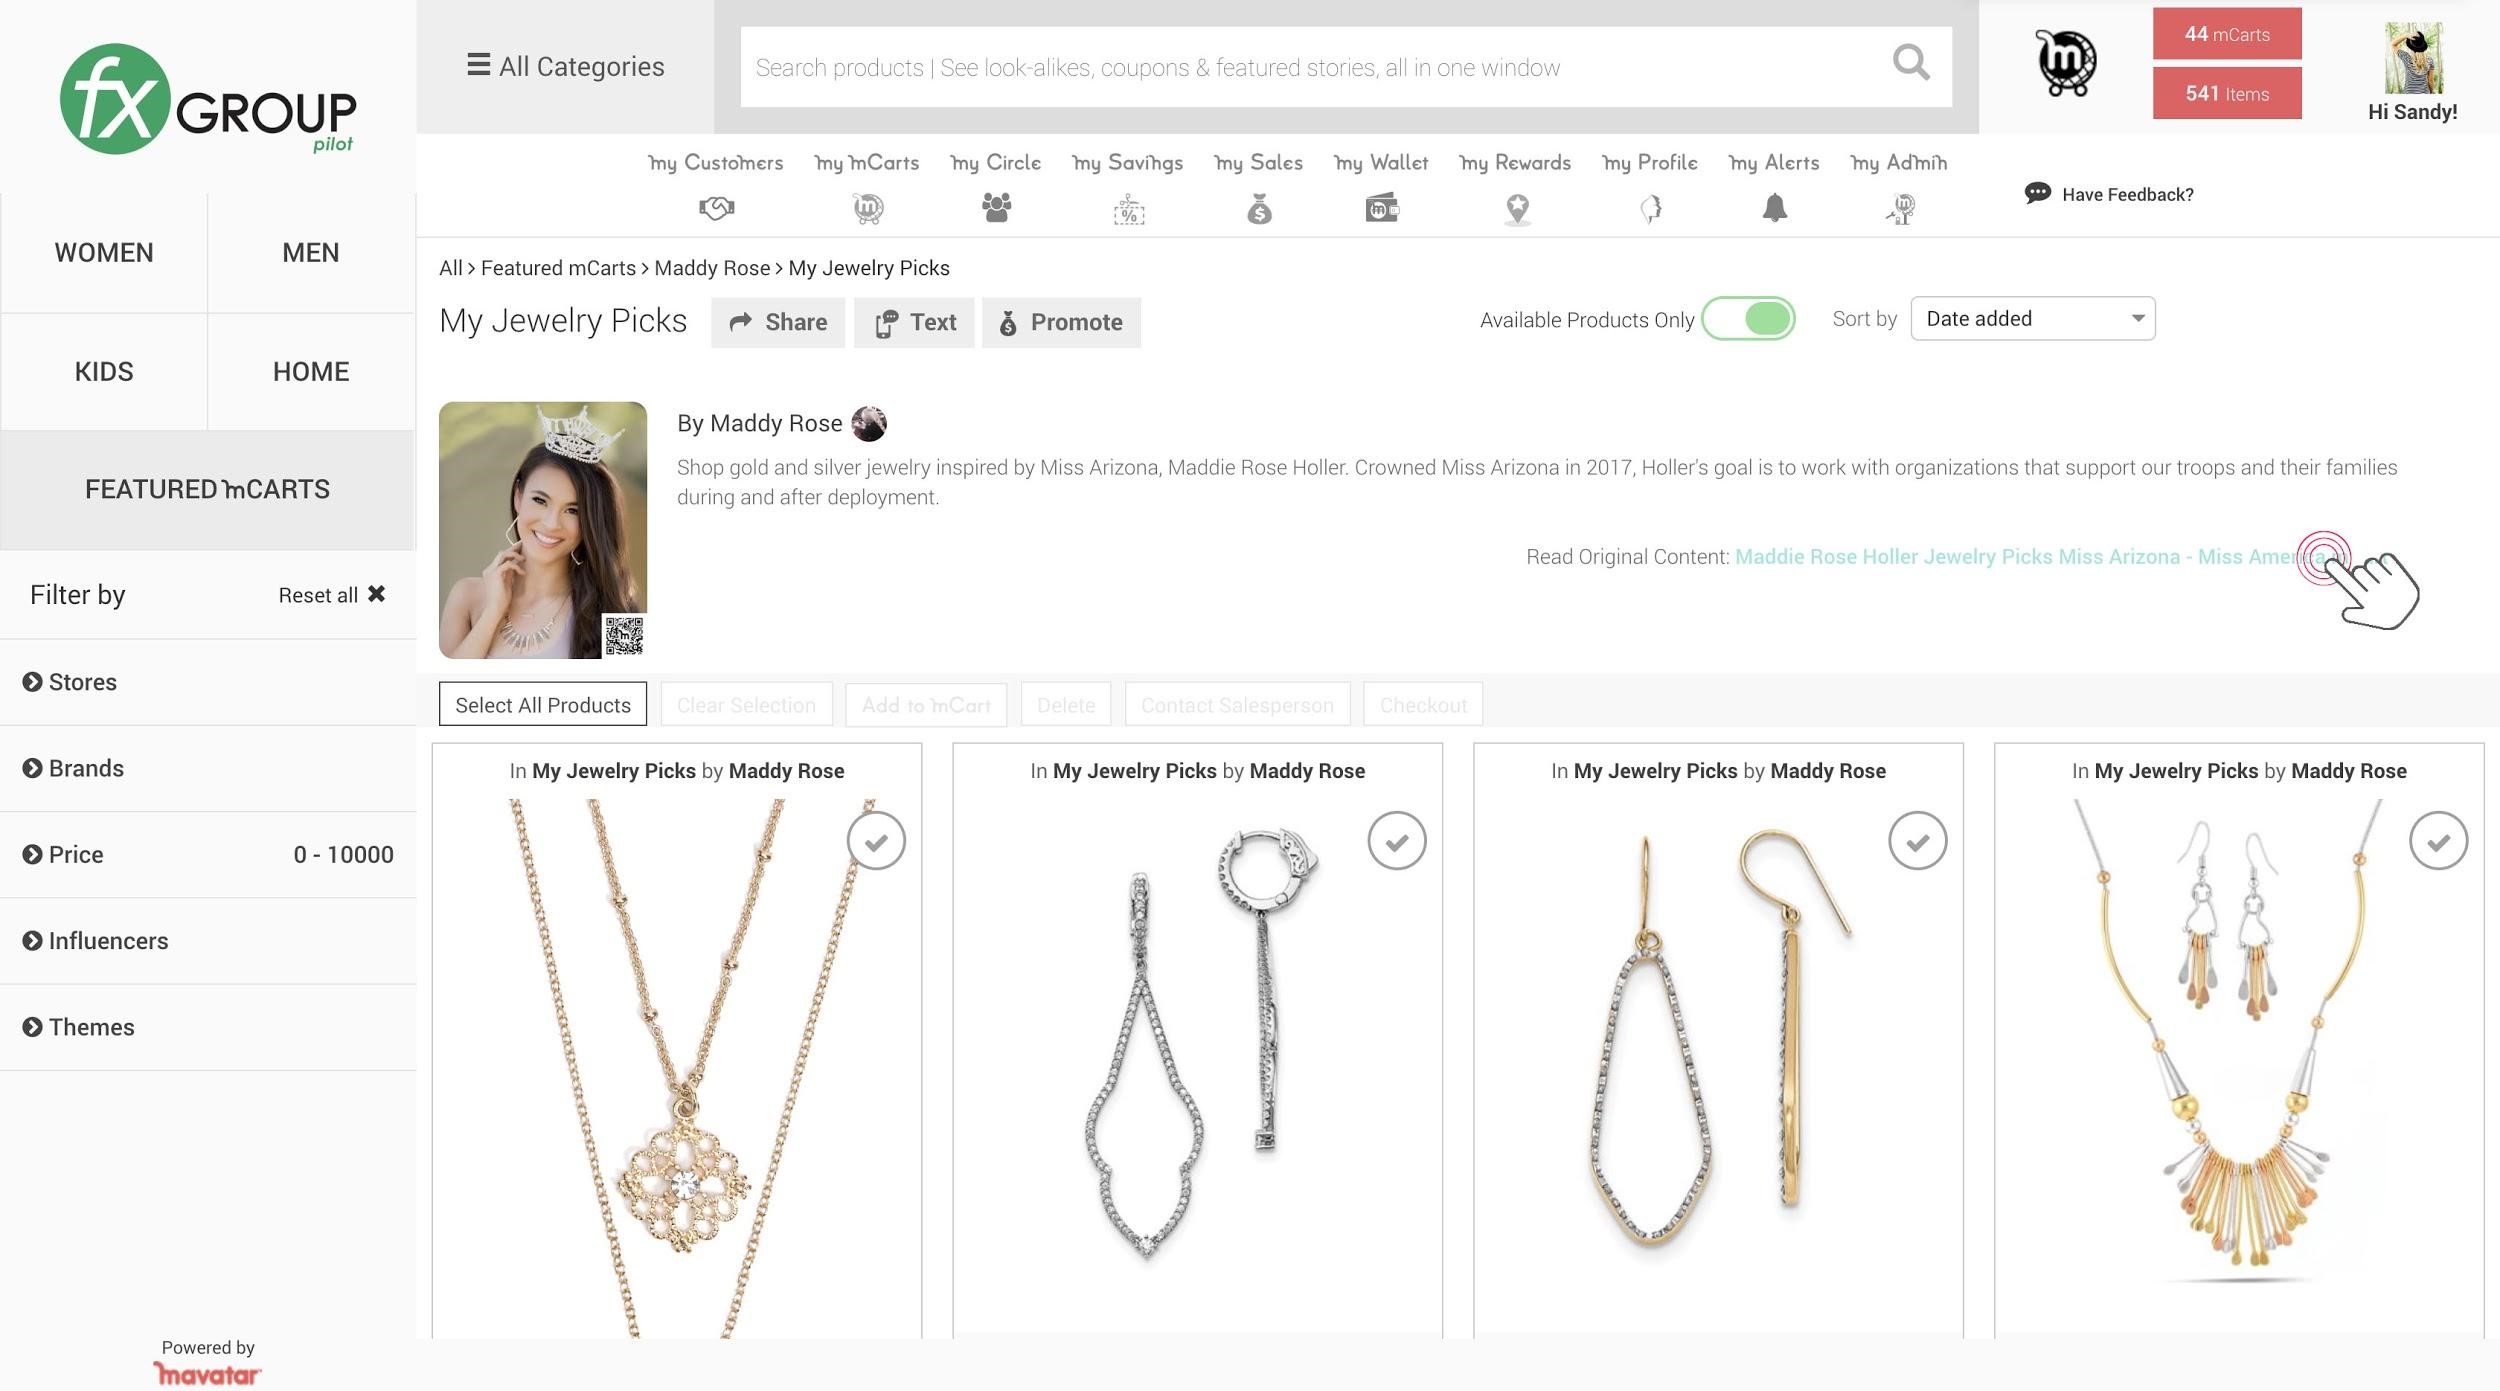 fx GROUP
pilot
All Categories
Search products | See look-alikes, coupons & featured stories, all in one window
m
44 mCarts
541 Items
Hi Sandy!
my Customers my mCarts my Circle my Savings my Sales my Wallet my Rewards my Profile my Alerts my Admin
Have Feedback?
WOMEN MEN
KIDS HOME
FEATURED mCARTS
Filter by Reset all
Stores
Brands
Price 0 - 10000
Influencers
Themes
Powered by
mavatar
All > Featured mCarts > Maddy Rose > My Jewelry Picks
My Jewelry Picks Share Text Promote
Available Products Only Sort by Date added
By Maddy Rose
Shop gold and silver jewelry inspired by Miss Arizona, Maddie Rose Holler. Crowned Miss Arizona in 2017, Holler's goal is to work with organizations that support our troops and their families
during and after deployment.
Read Original Content: Maddie Rose Holler Jewelry Picks Miss Arizona - Miss America
Select All Products Clear Selection Add to mCart Delete Contact Salesperson Checkout
In My Jewelry Picks by Maddy Rose
In My Jewelry Picks by Maddy Rose
In My Jewelry Picks by Maddy Rose
In My Jewelry Picks by Maddy Rose